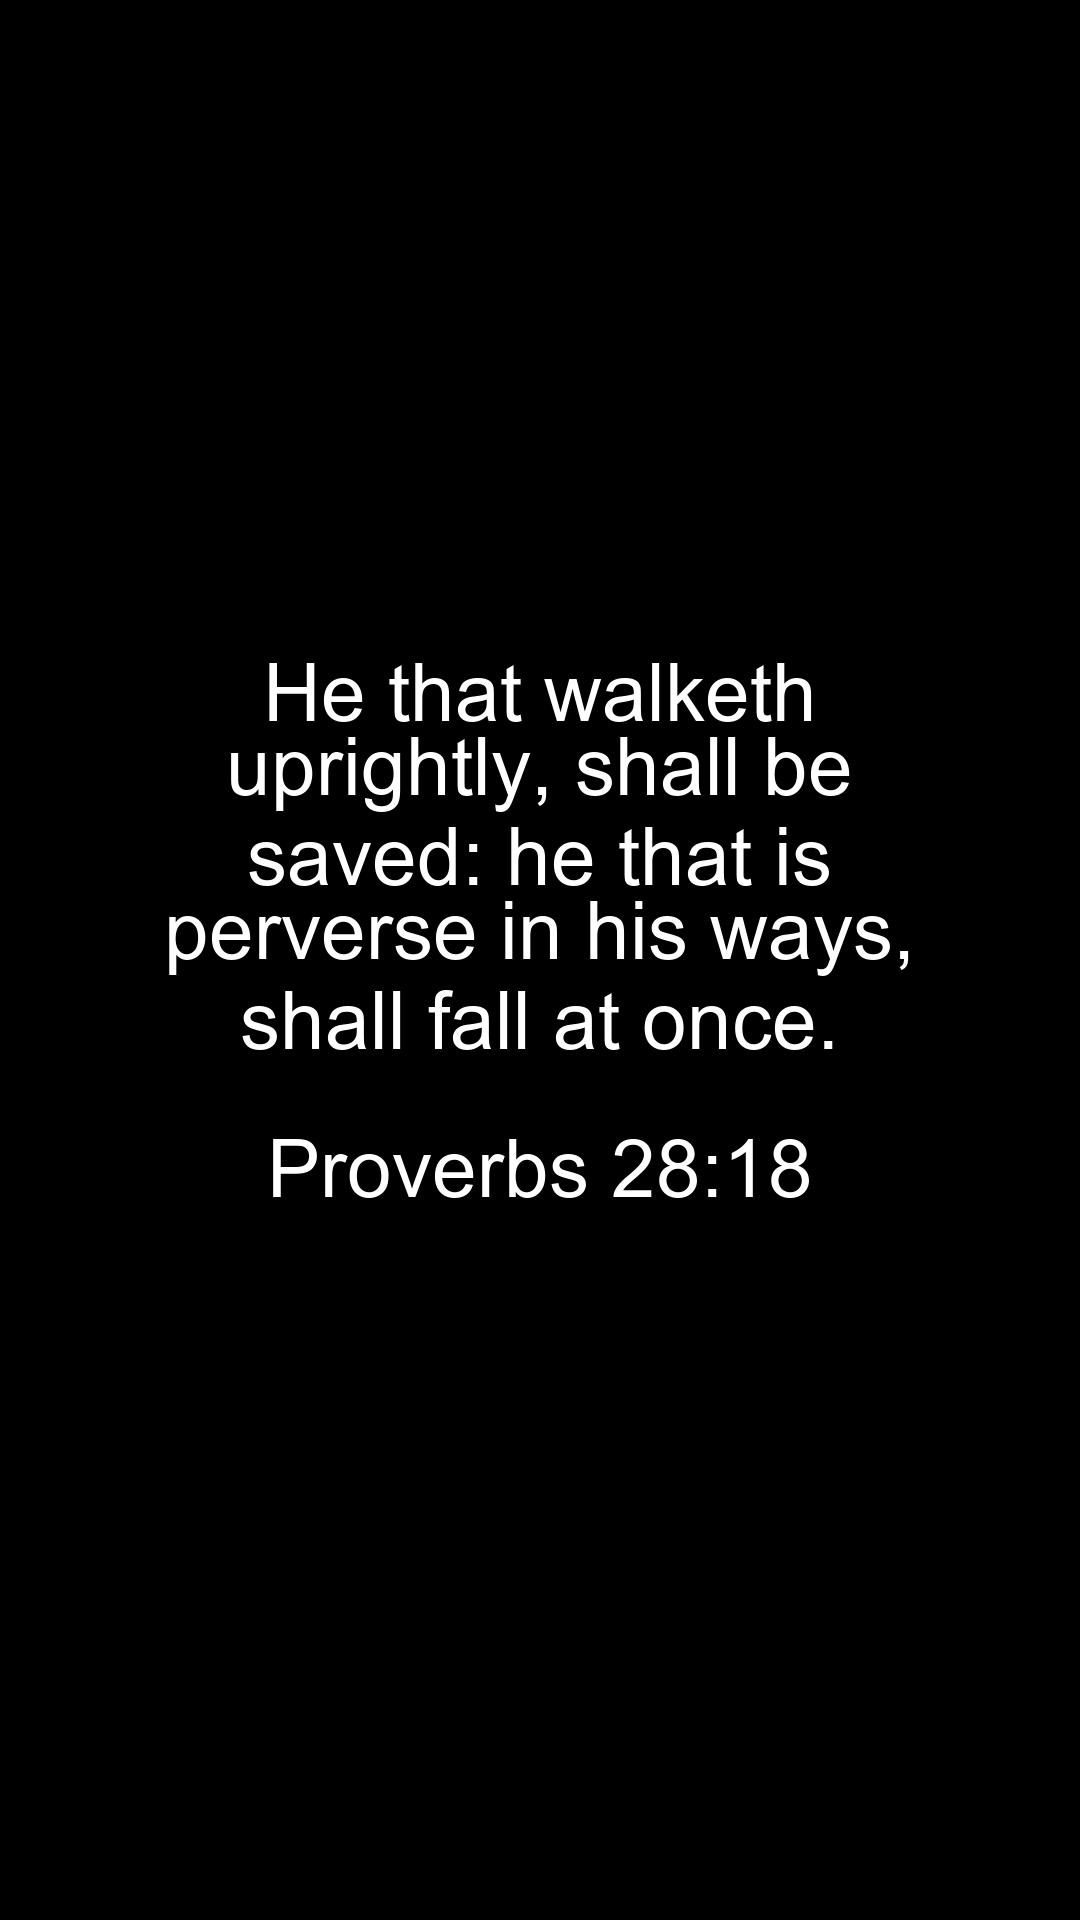 He that walketh
uprightly, shall be
saved: he that is
perverse in his ways,
shall fall at once.
Proverbs 28:18